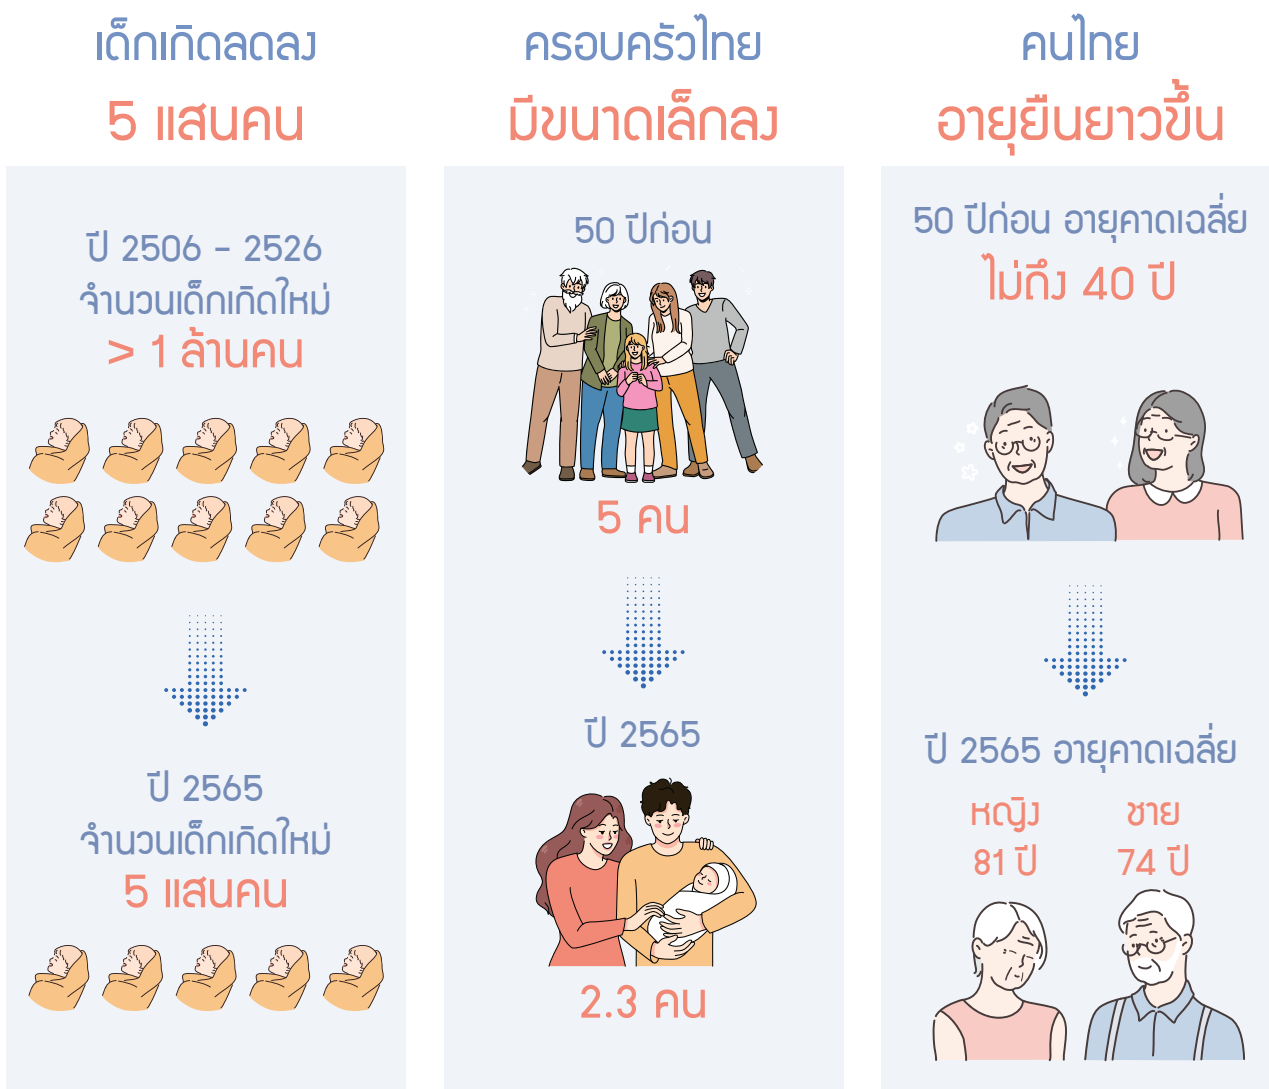 เด็กเกิดลดลง
5 แสนคน
ปี 2506 - 2526
จำนวนเด็กเกิดใหม่
> 1 ล้านคน
ปี 2565
จำนวนเด็กเกิดใหม่
5 แสนคน
ครอบครัวไทย
มีขนาดเล็กลง
50 ปีก่อน
5 คน
ปี 2565
2.3 คน
คนไทย
อายุยืนยาวขึ้น
50 ปีก่อน อายุคาดเฉลี่ย
ไม่ถึง 40 ปี
ปี 2565 อายุคาดเฉลี่ย
หญิง ชาย
81 ปี 74 ปี